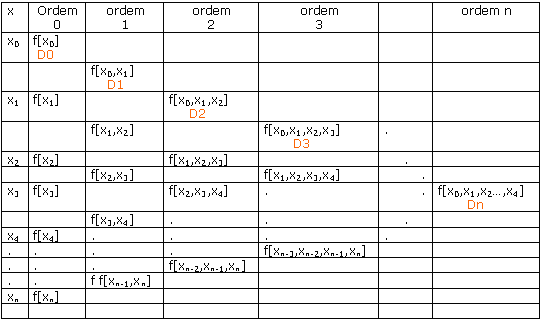 x Ordem 0 ordem 1 ordem 2 ordem 3 ordem n
x₀ f[x₀]
D0
f[x₀,x₁]
D1
x₁ f[x₁] f[x₀,x₁,x₂]
D2
f[x₁,x₂] f[x₀,x₁,x₂,x₃] .
D3
x₂ f[x₂] f[x₁,x₂,x₃] .
f[x₂,x₃] f[x₁,x₂,x₃,x₄] .
x₃ f[x₃] f[x₂,x₃,x₄] . . f[x₀,x₁,x₂...,x₄]
Dn
f[x₃,x₄] . . .
x₄ f[x₄] . . . .
. . . f[xₙ₋₃,xₙ₋₂,xₙ₋₁,xₙ]
. . . f[xₙ₋₂,xₙ₋₁,xₙ]
. . f f[xₙ₋₁,xₙ]
xₙ f[xₙ]